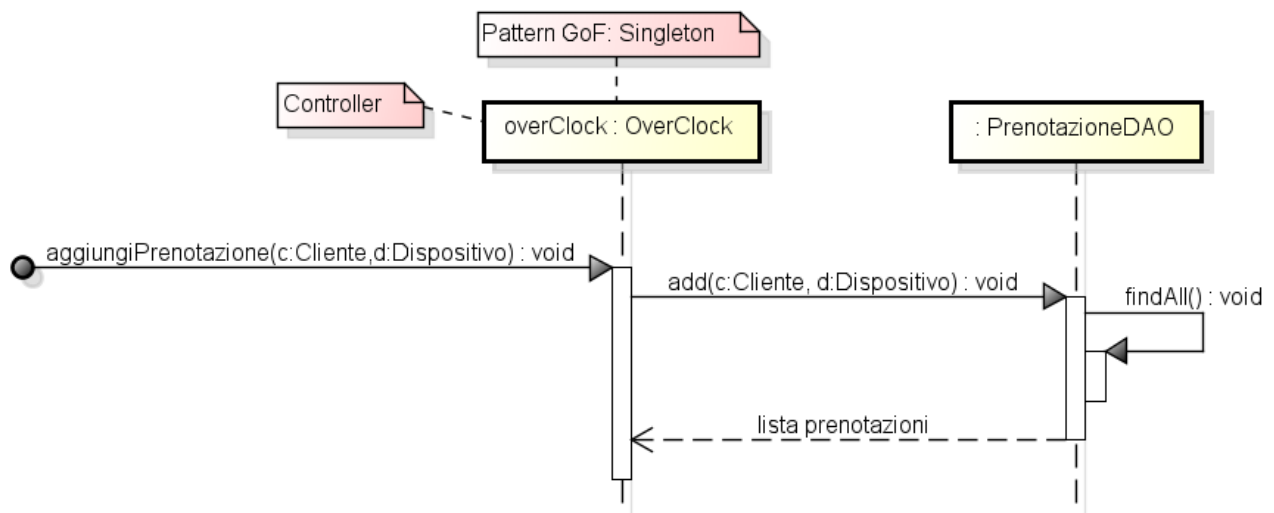 Pattern GoF: Singleton
Controller
overClock : OverClock
: PrenotazioneDAO
aggiungiPrenotazione(c:Cliente,d:Dispositivo) : void
add(c:Cliente, d:Dispositivo) : void
findAll() : void
lista prenotazioni